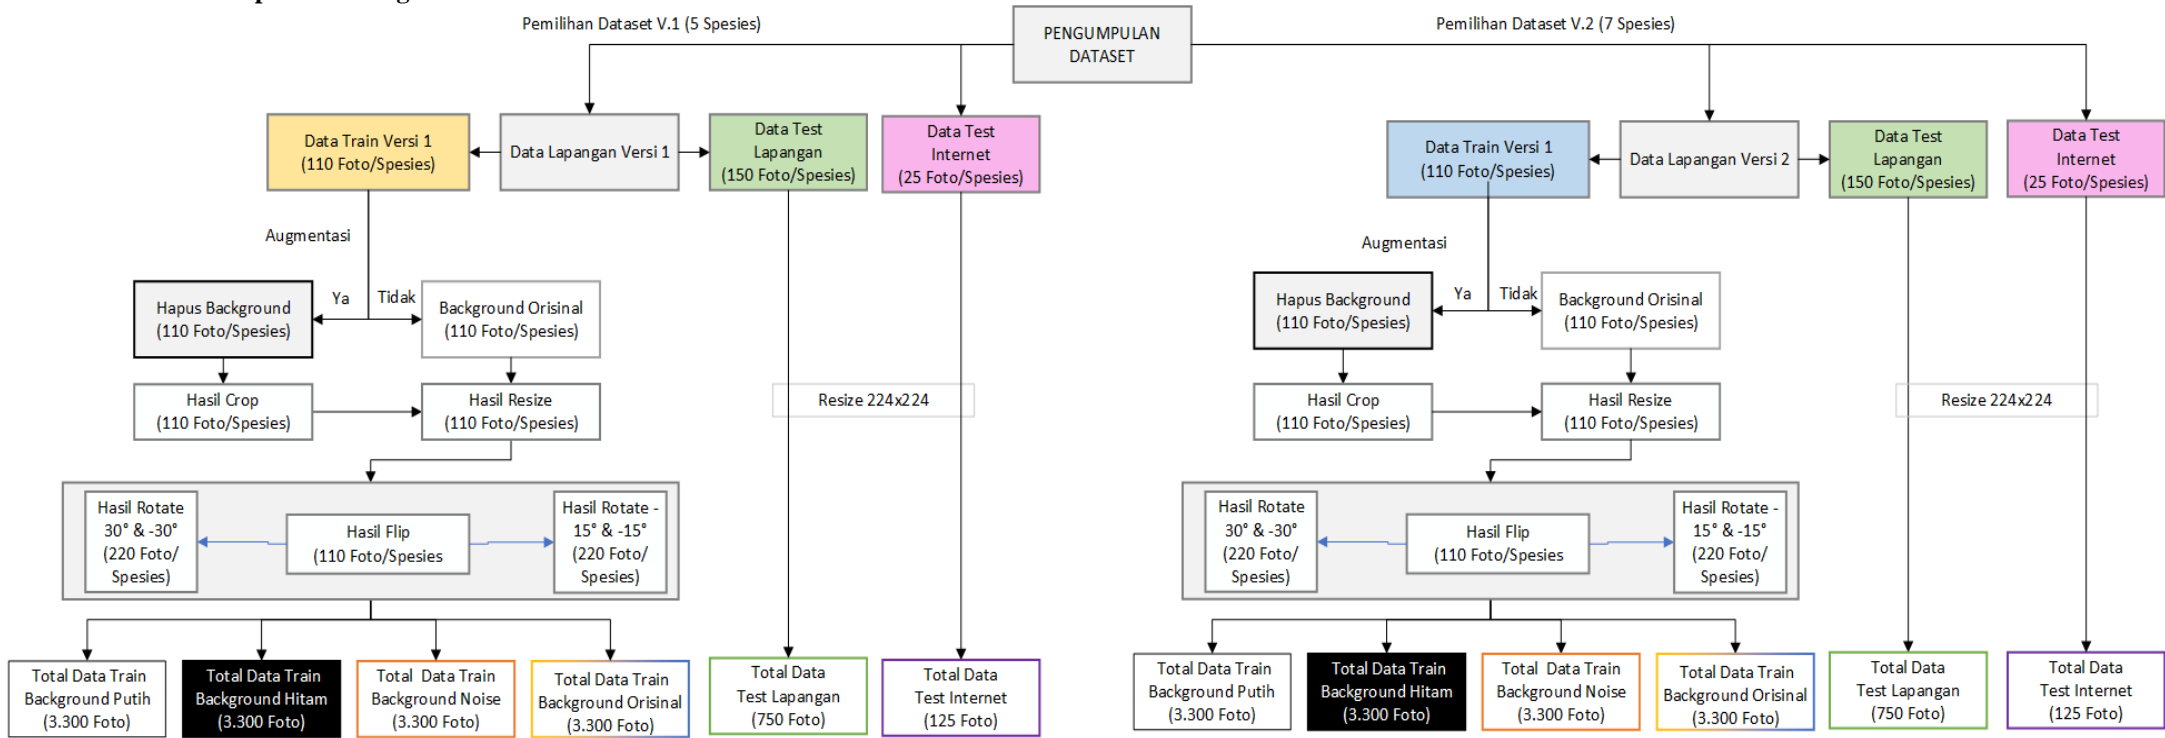 Pemilihan Dataset V.1 (5 Spesies)
PENGUMPULAN
DATASET
Pemilihan Dataset V.2 (7 Spesies)
Data Train Versi 1
(110 Foto/Spesies)
Data Lapangan Versi 1
Data Test
Lapangan
(150 Foto/Spesies)
Data Test
Internet
(25 Foto/Spesies)
Augmentasi
Ya
Tidak
Hapus Background
(110 Foto/Spesies)
Background Orisinal
(110 Foto/Spesies)
Hasil Crop
(110 Foto/Spesies)
Hasil Resize
(110 Foto/Spesies)
Resize 224x224
Hasil Rotate
30° & -30°
(220 Foto/
Spesies)
Hasil Flip
(110 Foto/Spesies
Hasil Rotate -
15° & -15°
(220 Foto/
Spesies)
Total Data Train
Background Putih
(3.300 Foto)
Total Data Train
Background Hitam
(3.300 Foto)
Total Data Train
Background Noise
(3.300 Foto)
Total Data Train
Background Orisinal
(3.300 Foto)
Total Data
Test Lapangan
(750 Foto)
Total Data
Test Internet
(125 Foto)
Data Train Versi 1
(110 Foto/Spesies)
Data Lapangan Versi 2
Data Test
Lapangan
(150 Foto/Spesies)
Data Test
Internet
(25 Foto/Spesies)
Augmentasi
Ya
Tidak
Hapus Background
(110 Foto/Spesies)
Background Orisinal
(110 Foto/Spesies)
Hasil Crop
(110 Foto/Spesies)
Hasil Resize
(110 Foto/Spesies)
Resize 224x224
Hasil Rotate
30° & -30°
(220 Foto/
Spesies)
Hasil Flip
(110 Foto/Spesies
Hasil Rotate -
15° & -15°
(220 Foto/
Spesies)
Total Data Train
Background Putih
(3.300 Foto)
Total Data Train
Background Hitam
(3.300 Foto)
Total Data Train
Background Noise
(3.300 Foto)
Total Data Train
Background Orisinal
(3.300 Foto)
Total Data
Test Lapangan
(750 Foto)
Total Data
Test Internet
(125 Foto)